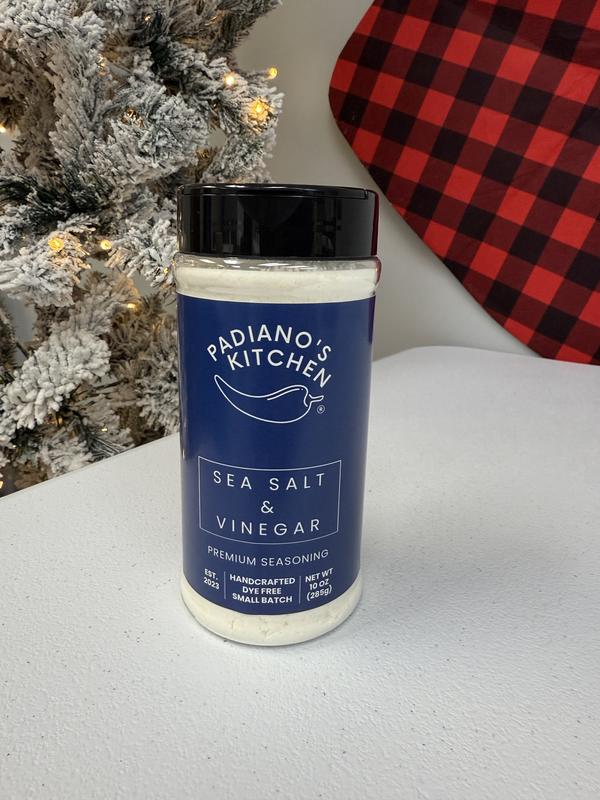 PADIANO'S
KITCHEN
®
SEA SALT
&
VINEGAR
PREMIUM SEASONING
EST.
2023
HANDCRAFTED
DYE FREE
SMALL BATCH
NET WT
10 OZ
(285g)